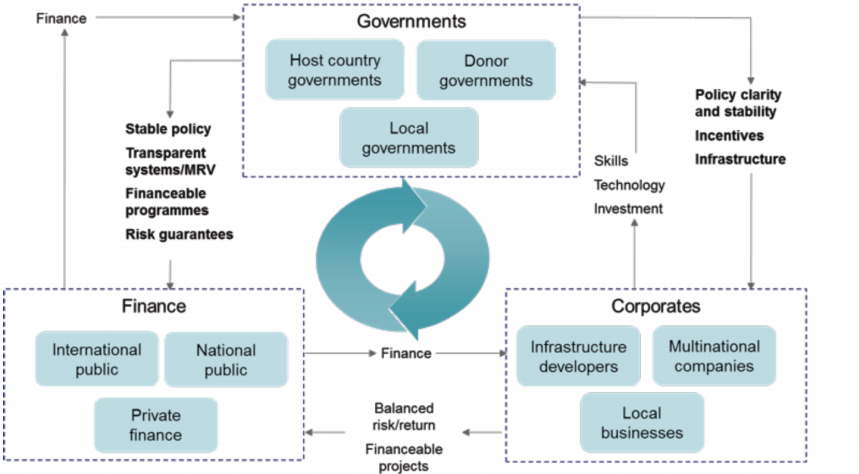 Finance
Governments
Host country
governments
Donor
governments
Local
governments
Stable policy
Transparent
systems/MRV
Financeable
programmes
Risk guarantees
Policy clarity
and stability
Incentives
Infrastructure
Skills
Technology
Investment
Finance
International
public
National
public
Private
finance
Finance
Balanced
risk/return
Financeable
projects
Corporates
Infrastructure
developers
Multinational
companies
Local
businesses